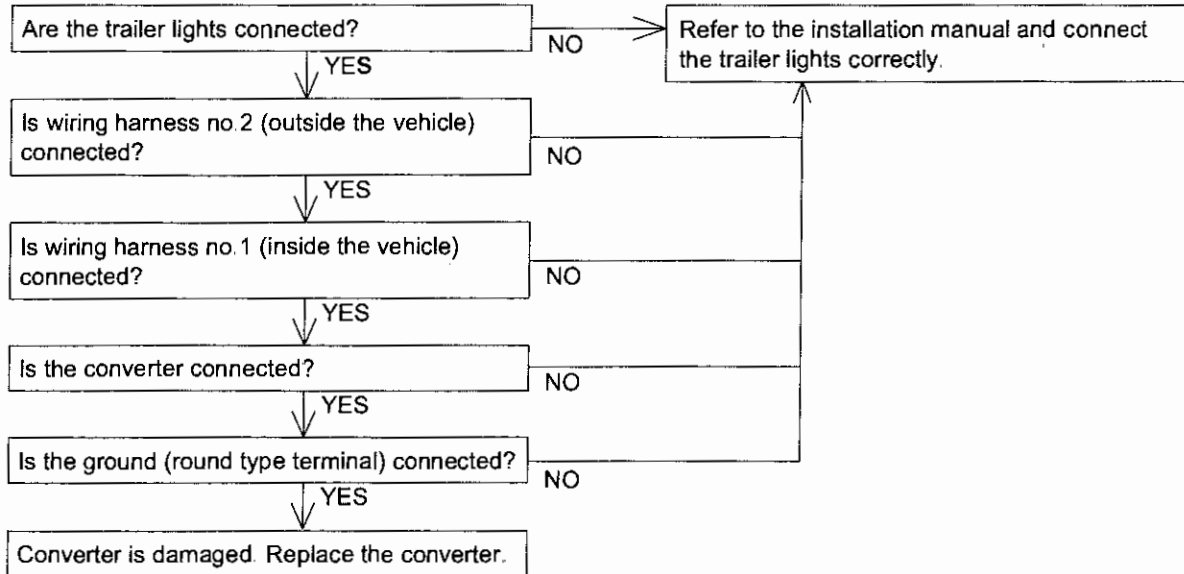 Are the trailer lights connected?
NO
Refer to the installation manual and connect
the trailer lights correctly.
YES
Is wiring harness no.2 (outside the vehicle)
connected?
NO
YES
Is wiring harness no.1 (inside the vehicle)
connected?
NO
YES
Is the converter connected?
NO
YES
Is the ground (round type terminal) connected?
NO
YES
Converter is damaged. Replace the converter.